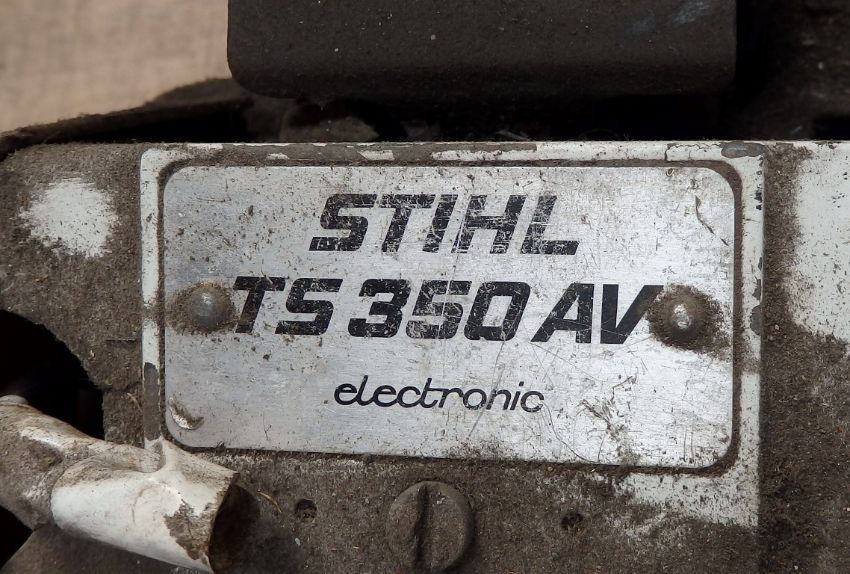 STIHL
TS 350 AV
electronic